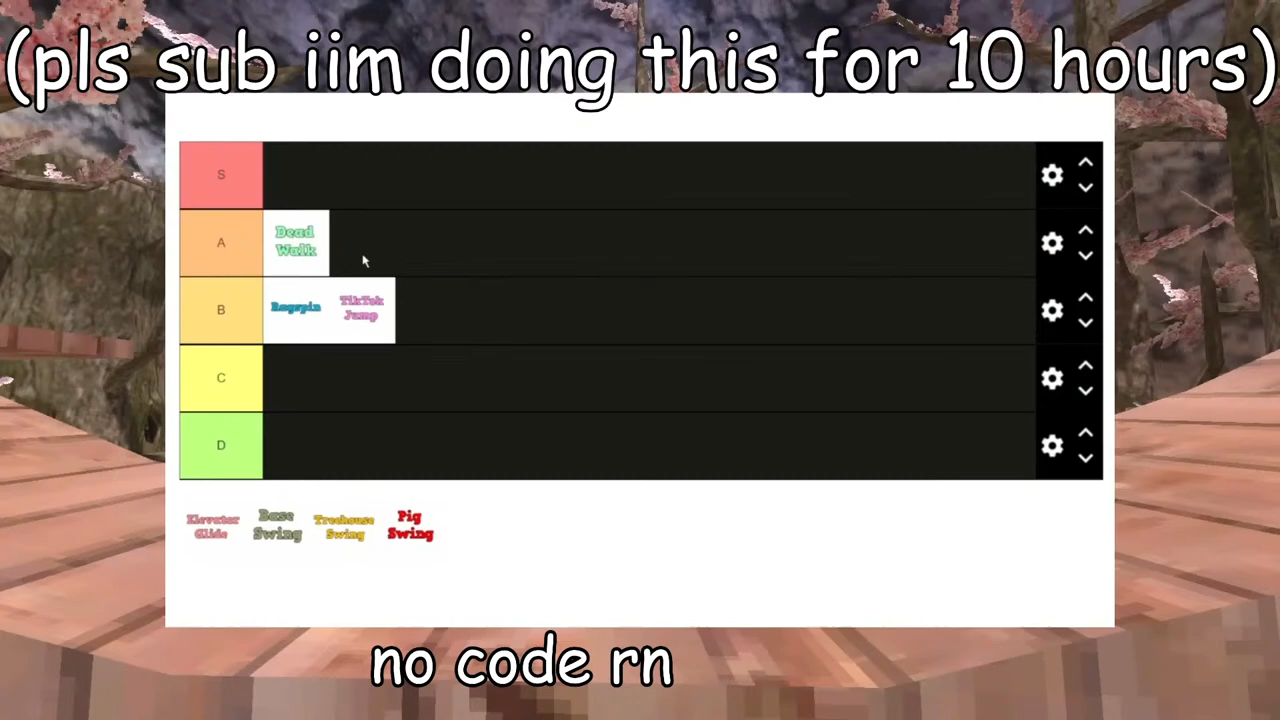 (pls sub iim doing this for 10 hours)
S
A
Dead
Walk
B
Ragspin
TikTok
Jump
C
D
Elevator
Glide
Base
Swing
Treehouse
Swing
Pig
Swing
no code rn